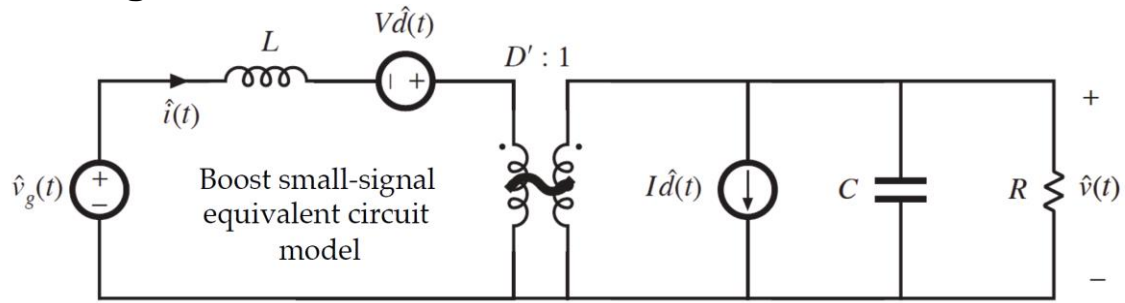 Vd̂(t)
L
D′ : 1
− +
+
î(t)
v̂g(t)
+
−
Boost small-signal
equivalent circuit
model
Id̂(t)
C
R
v̂(t)
−